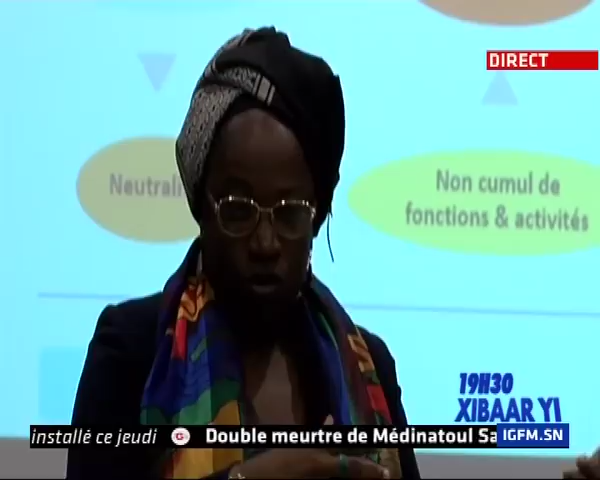 DIRECT
Neutrali
Non cumul de
fonctions & activités
19H30
XIBAAR YI
installé ce jeudi
Double meurtre de Médinatoul Sa
IGFM.SN